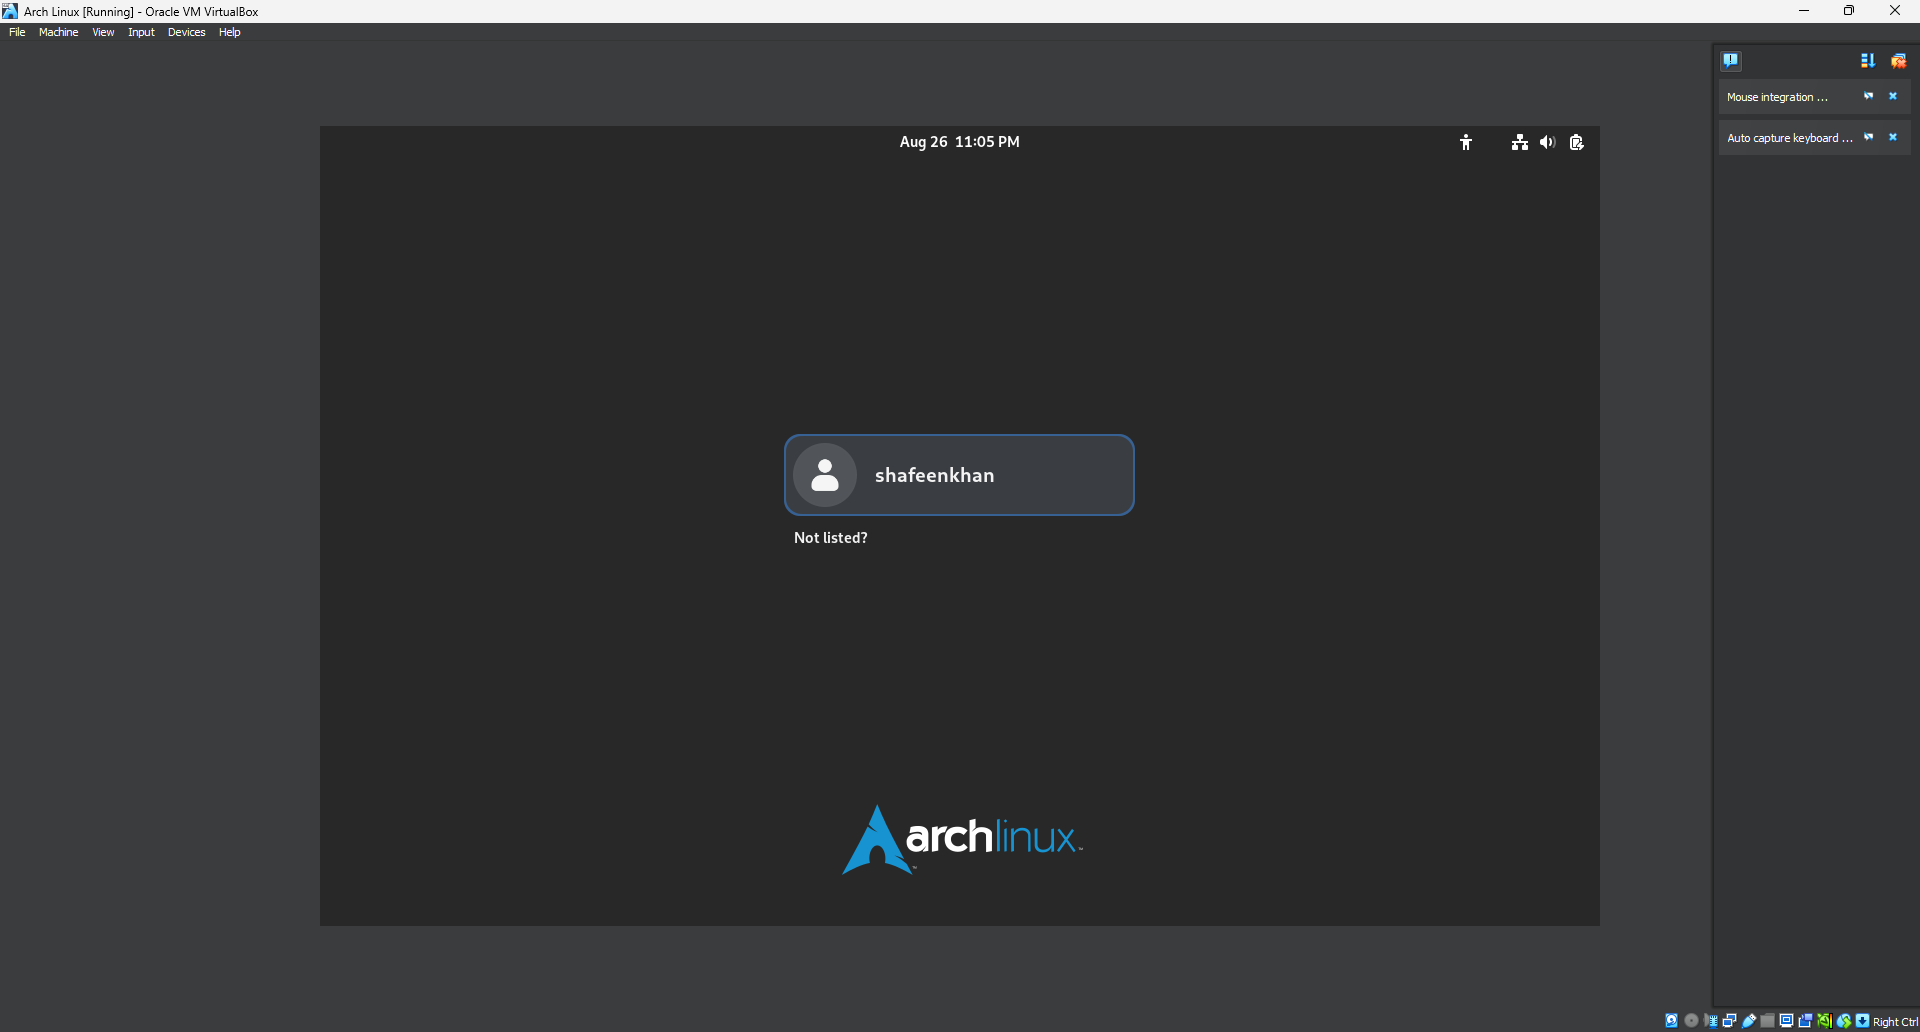 Arch Linux [Running] - Oracle VM VirtualBox
File Machine View Input Devices Help
Mouse integration ...
Auto capture keyboard ...
Aug 26 11:05 PM
shafeenkhan
Not listed?
archlinux
Right Ctrl